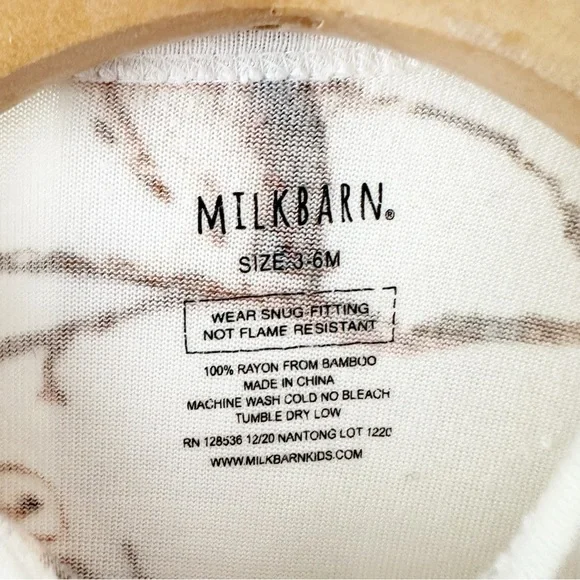 MILKBARN®
SIZE 3-6M
WEAR SNUG-FITTING
NOT FLAME RESISTANT
100% RAYON FROM BAMBOO
MADE IN CHINA
MACHINE WASH COLD NO BLEACH
TUMBLE DRY LOW
RN 128536 12/20 NANTONG LOT 1220
WWW.MILKBARNKIDS.COM